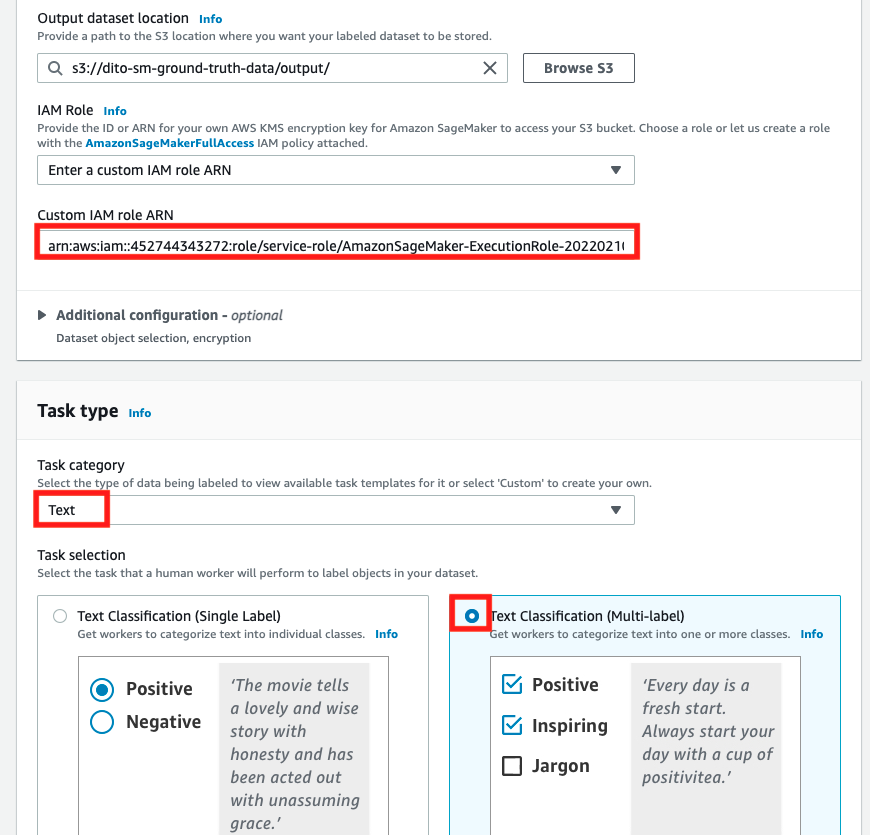 Output dataset location Info
Provide a path to the S3 location where you want your labeled dataset to be stored.
s3://dito-sm-ground-truth-data/output/
Browse S3
IAM Role Info
Provide the ID or ARN for your own AWS KMS encryption key for Amazon SageMaker to access your S3 bucket. Choose a role or let us create a role
with the AmazonSageMakerFullAccess IAM policy attached.
Enter a custom IAM role ARN
Custom IAM role ARN
arn:aws:iam::452744343272:role/service-role/AmazonSageMaker-ExecutionRole-2022021
Additional configuration - optional
Dataset object selection, encryption
Task type Info
Task category
Select the type of data being labeled to view available task templates for it or select 'Custom' to create your own.
Text
Task selection
Select the task that a human worker will perform to label objects in your dataset.
Text Classification (Single Label)
Get workers to categorize text into individual classes. Info
Positive
Negative
‘The movie tells
a lovely and wise
story with
honesty and has
been acted out
with unassuming
grace.’
Text Classification (Multi-label)
Get workers to categorize text into one or more classes. Info
Positive
Inspiring
Jargon
‘Every day is a
fresh start.
Always start your
day with a cup of
positivitea.’